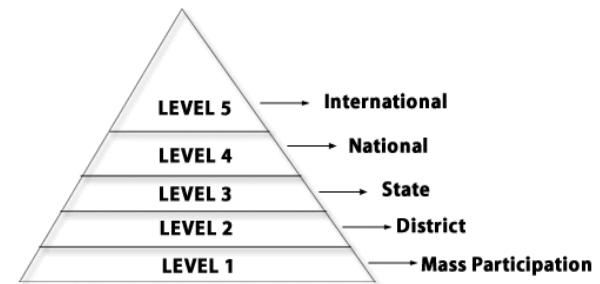 LEVEL 5 International
LEVEL 4 National
LEVEL 3 State
LEVEL 2 District
LEVEL 1 Mass Participation